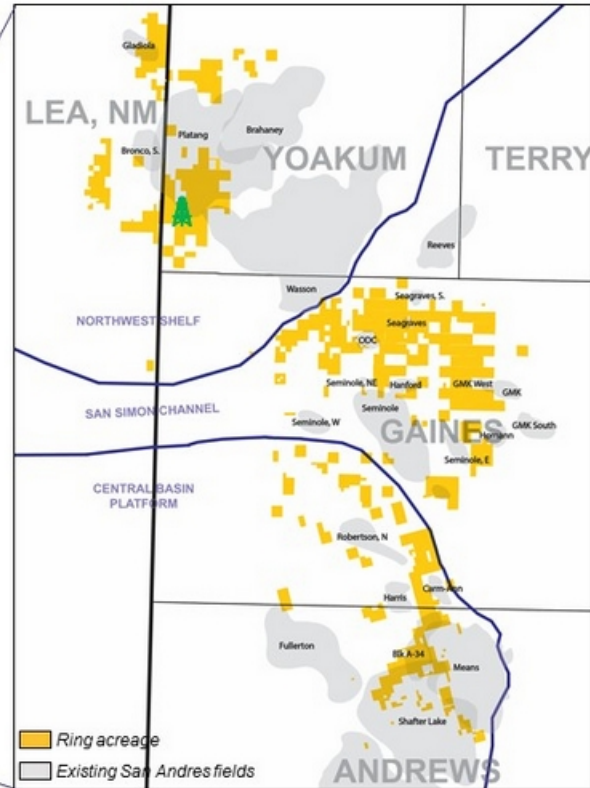 Gladiola
LEA, NM
Platang
Brahaney
Bronco, S.
YOAKUM
TERRY
Reeves
Wasson
Seagraves, S.
NORTHWEST SHELF
Seagraves
ODC
Seminole, NE
Hanford
GMK West
GMK
SAN SIMON CHANNEL
Seminole
Seminole, W
GAINES
GMK South
Homann
Seminole, E
CENTRAL BASIN
PLATFORM
Robertson, N
Carm-Ann
Harris
Fullerton
Blk A-34
Means
Shafter Lake
Ring acreage
Existing San Andres fields
ANDREWS